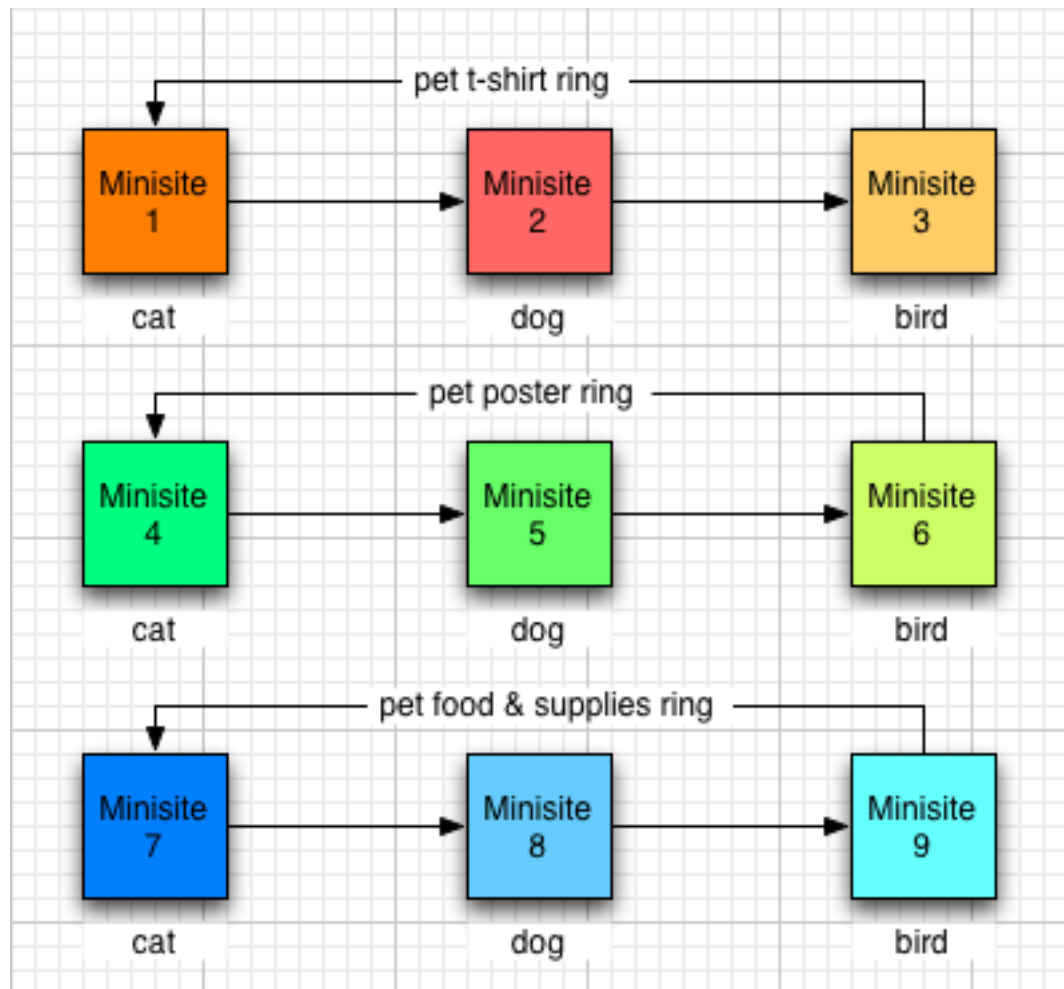 pet t-shirt ring
Minisite
1
Minisite
2
Minisite
3
cat
dog
bird
pet poster ring
Minisite
4
Minisite
5
Minisite
6
cat
dog
bird
pet food & supplies ring
Minisite
7
Minisite
8
Minisite
9
cat
dog
bird